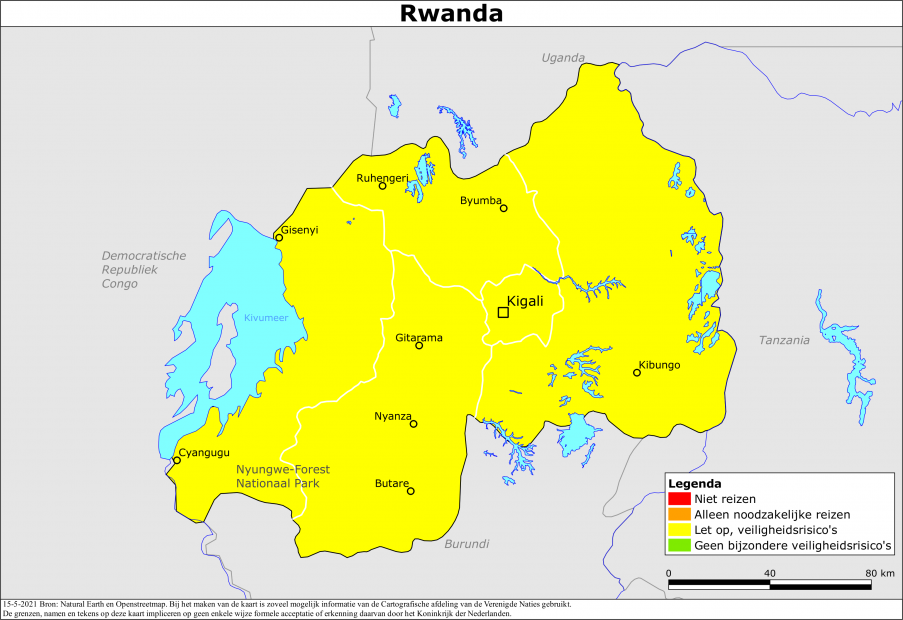 Rwanda
Uganda
Ruhengeri
Byumba
Gisenyi
Democratische
Republiek
Congo
Kigali
Kivumeer
Gitarama
Tanzania
Kibungo
Nyanza
Cyangugu
Nyungwe-Forest
Nationaal Park
Butare
Burundi
Legenda
Niet reizen
Alleen noodzakelijke reizen
Let op, veiligheidsrisico's
Geen bijzondere veiligheidsrisico's
0 40 80 km
15-5-2021 Bron: Natural Earth en Openstreetmap. Bij het maken van de kaart is zoveel mogelijk informatie van de Cartografische afdeling van de Verenigde Naties gebruikt.
De grenzen, namen en tekens op deze kaart impliceren op geen enkele wijze formele acceptatie of erkenning daarvan door het Koninkrijk der Nederlanden.